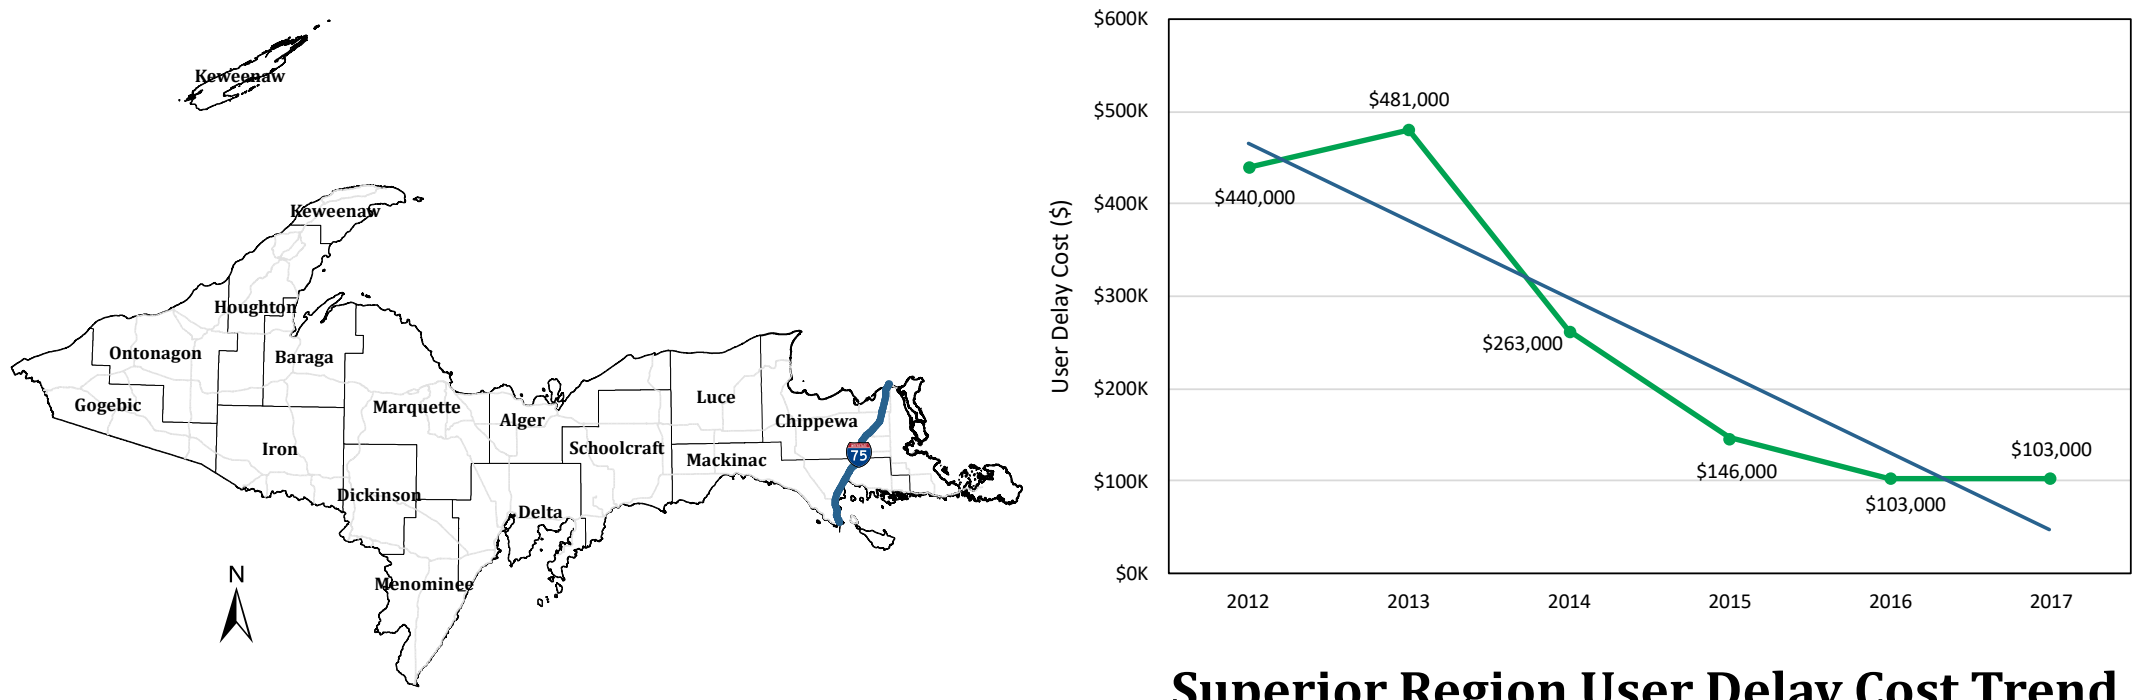 Keweenaw
Keweenaw
Houghton
Ontonagon
Baraga
Gogebic
Marquette
Alger
Luce
Chippewa
Iron
Schoolcraft
Mackinac
75
Dickinson
Delta
Menominee
N
$600K
$500K
$400K
$300K
$200K
$100K
$0K
User Delay Cost ($)
$440,000
$481,000
$263,000
$146,000
$103,000
$103,000
2012 2013 2014 2015 2016 2017
Superior Region User Delay Cost Trend